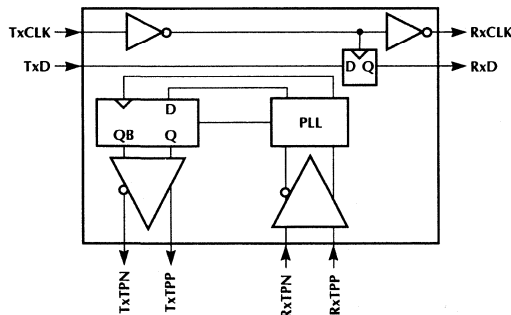 TxCLK RxCLK
TxD D Q RxD
D
QB Q PLL
TxTPN TxTPP RxTPN RxTPP